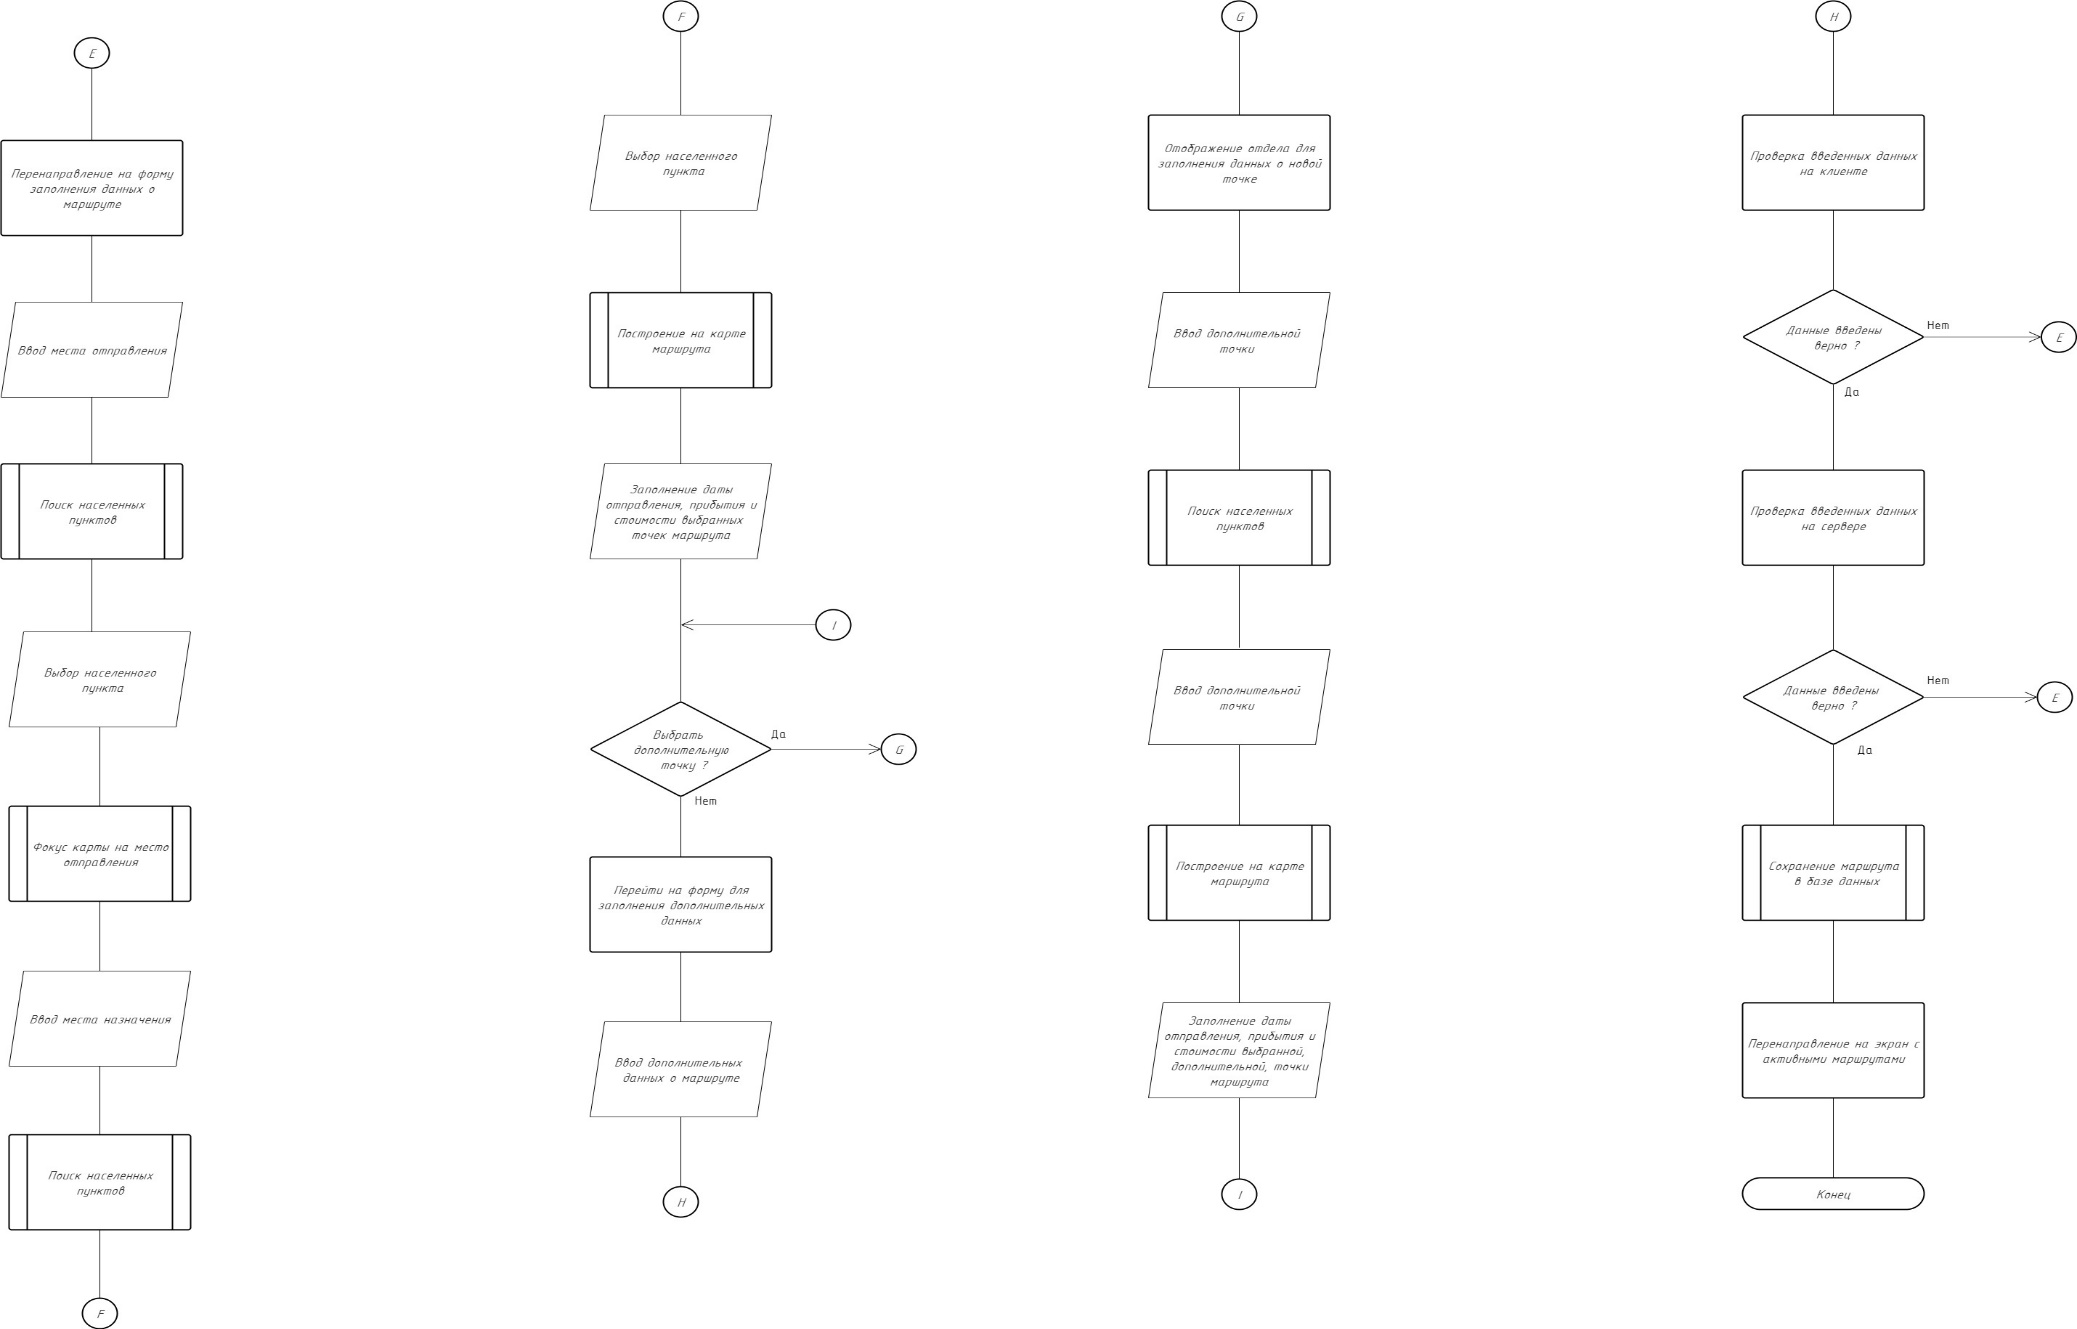 E
Перенаправление на форму
заполнения данных о
маршруте
Ввод места отправления
Поиск населенных
пунктов
Выбор населенного
пункта
Фокус карты на место
отправления
Ввод места назначения
Поиск населенных
пунктов
F
F
Выбор населенного
пункта
Построение на карте
маршрута
Заполнение даты
отправления, прибытия и
стоимости выбранных
точек маршрута
I
Выбрать
дополнительную
точку ?
Да
G
Нет
Перейти на форму для
заполнения дополнительных
данных
Ввод дополнительных
данных о маршруте
H
G
Отображение отдела для
заполнения данных о новой
точке
Ввод дополнительной
точки
Поиск населенных
пунктов
Ввод дополнительной
точки
Построение на карте
маршрута
Заполнение даты
отправления, прибытия и
стоимости выбранной,
дополнительной, точки
маршрута
I
H
Проверка введенных данных
на клиенте
Данные введены
верно ?
Нет
E
Да
Проверка введенных данных
на сервере
Данные введены
верно ?
Нет
E
Да
Сохранение маршрута
в базе данных
Перенаправление на экран с
активными маршрутами
Конец